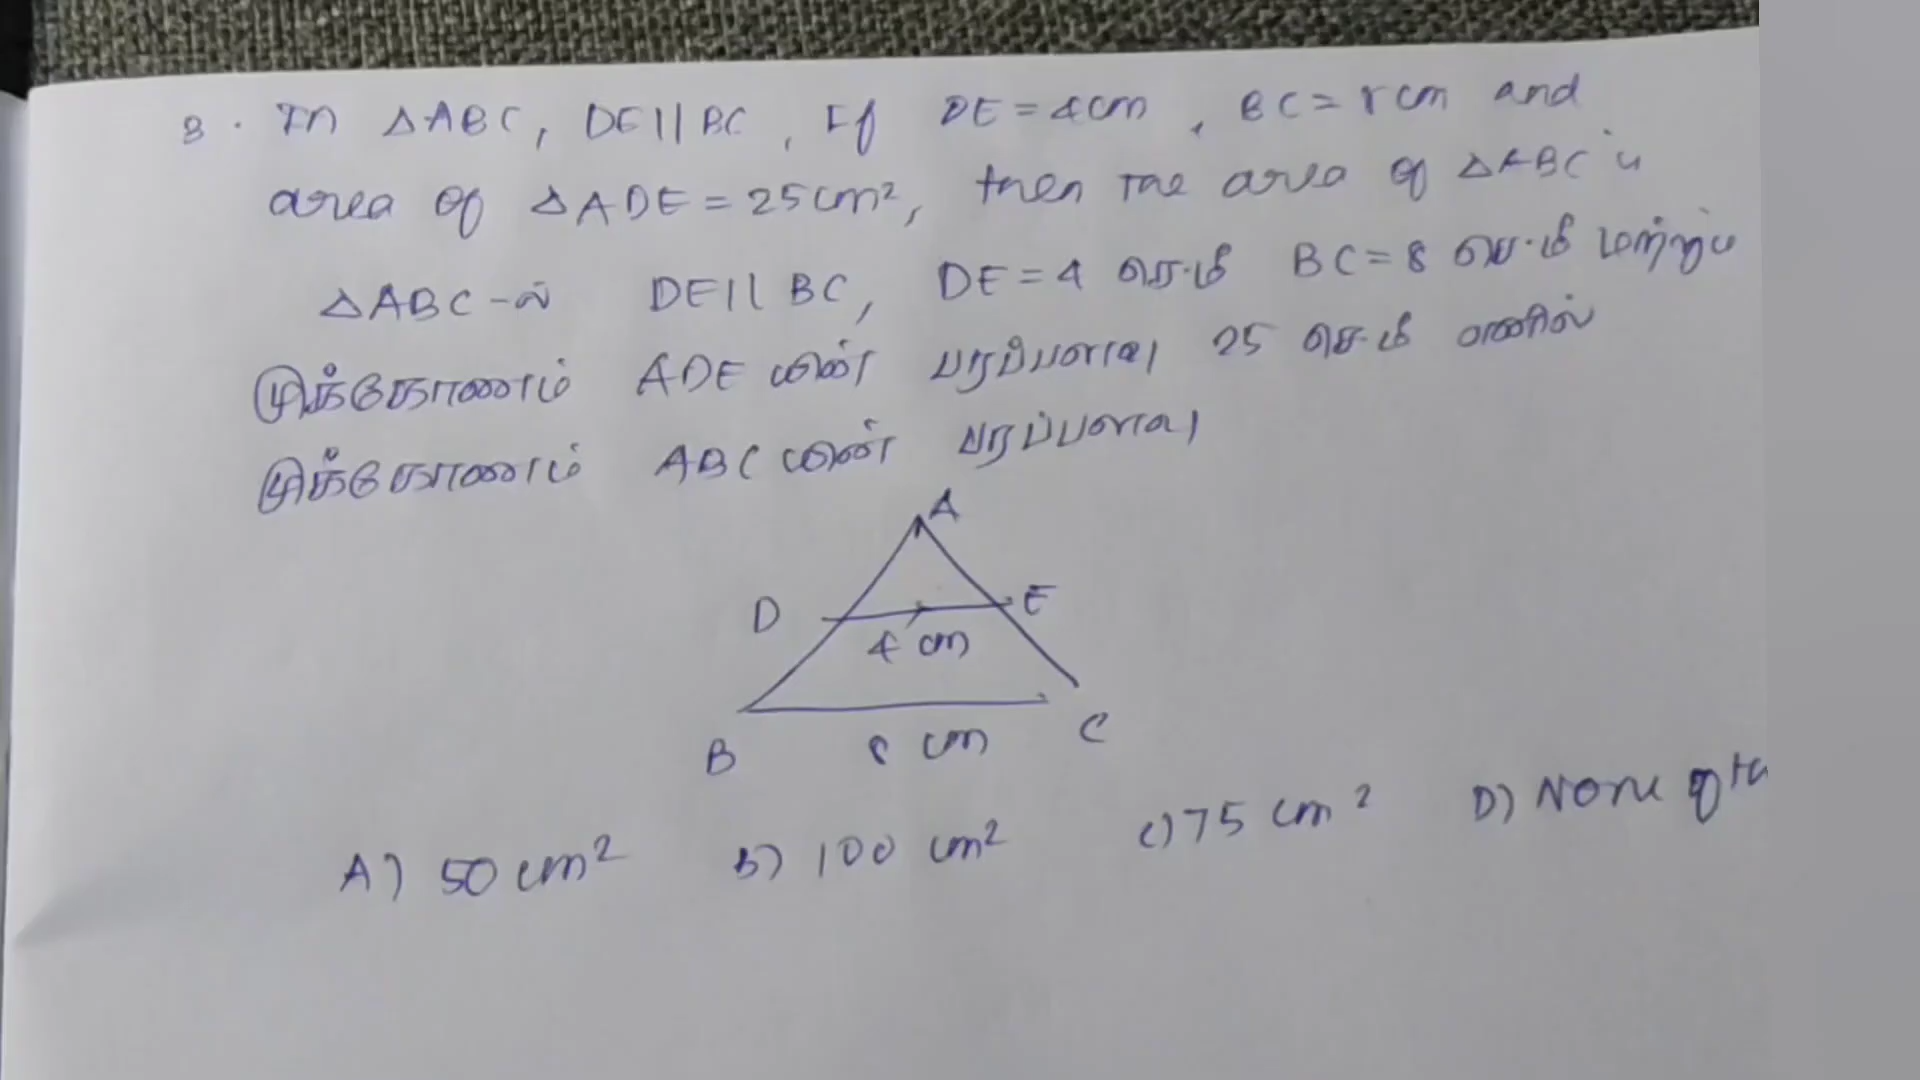 3. In △ABC, DE||BC, If DE = 4cm, BC = 8cm and
area of △ADE = 25cm², then the area of △ABC is
△ABC-ல் DE||BC, DE = 4 செ.மீ BC = 8 செ.மீ மற்றும்
முக்கோணம் ADE யின் பரப்பளவு 25 செ.மீ எனில்
முக்கோணம் ABC யின் பரப்பளவு
A
D E
4 cm
B 8 cm C
A) 50 cm² b) 100 cm² c) 75 cm² D) None of